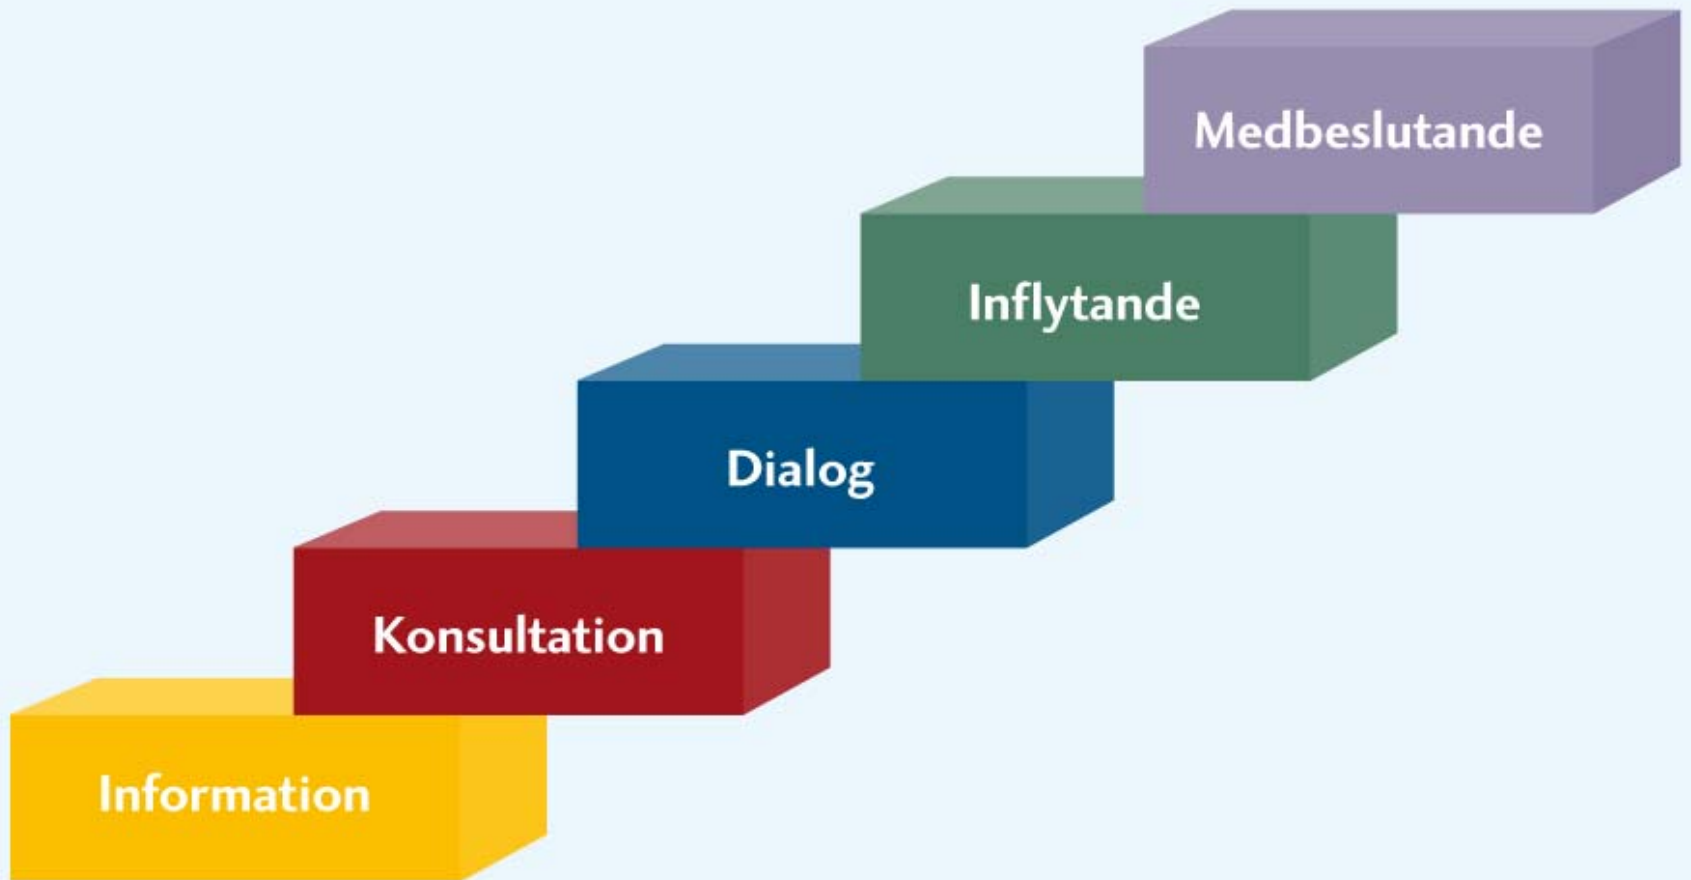 Medbeslutande
Inflytande
Dialog
Konsultation
Information